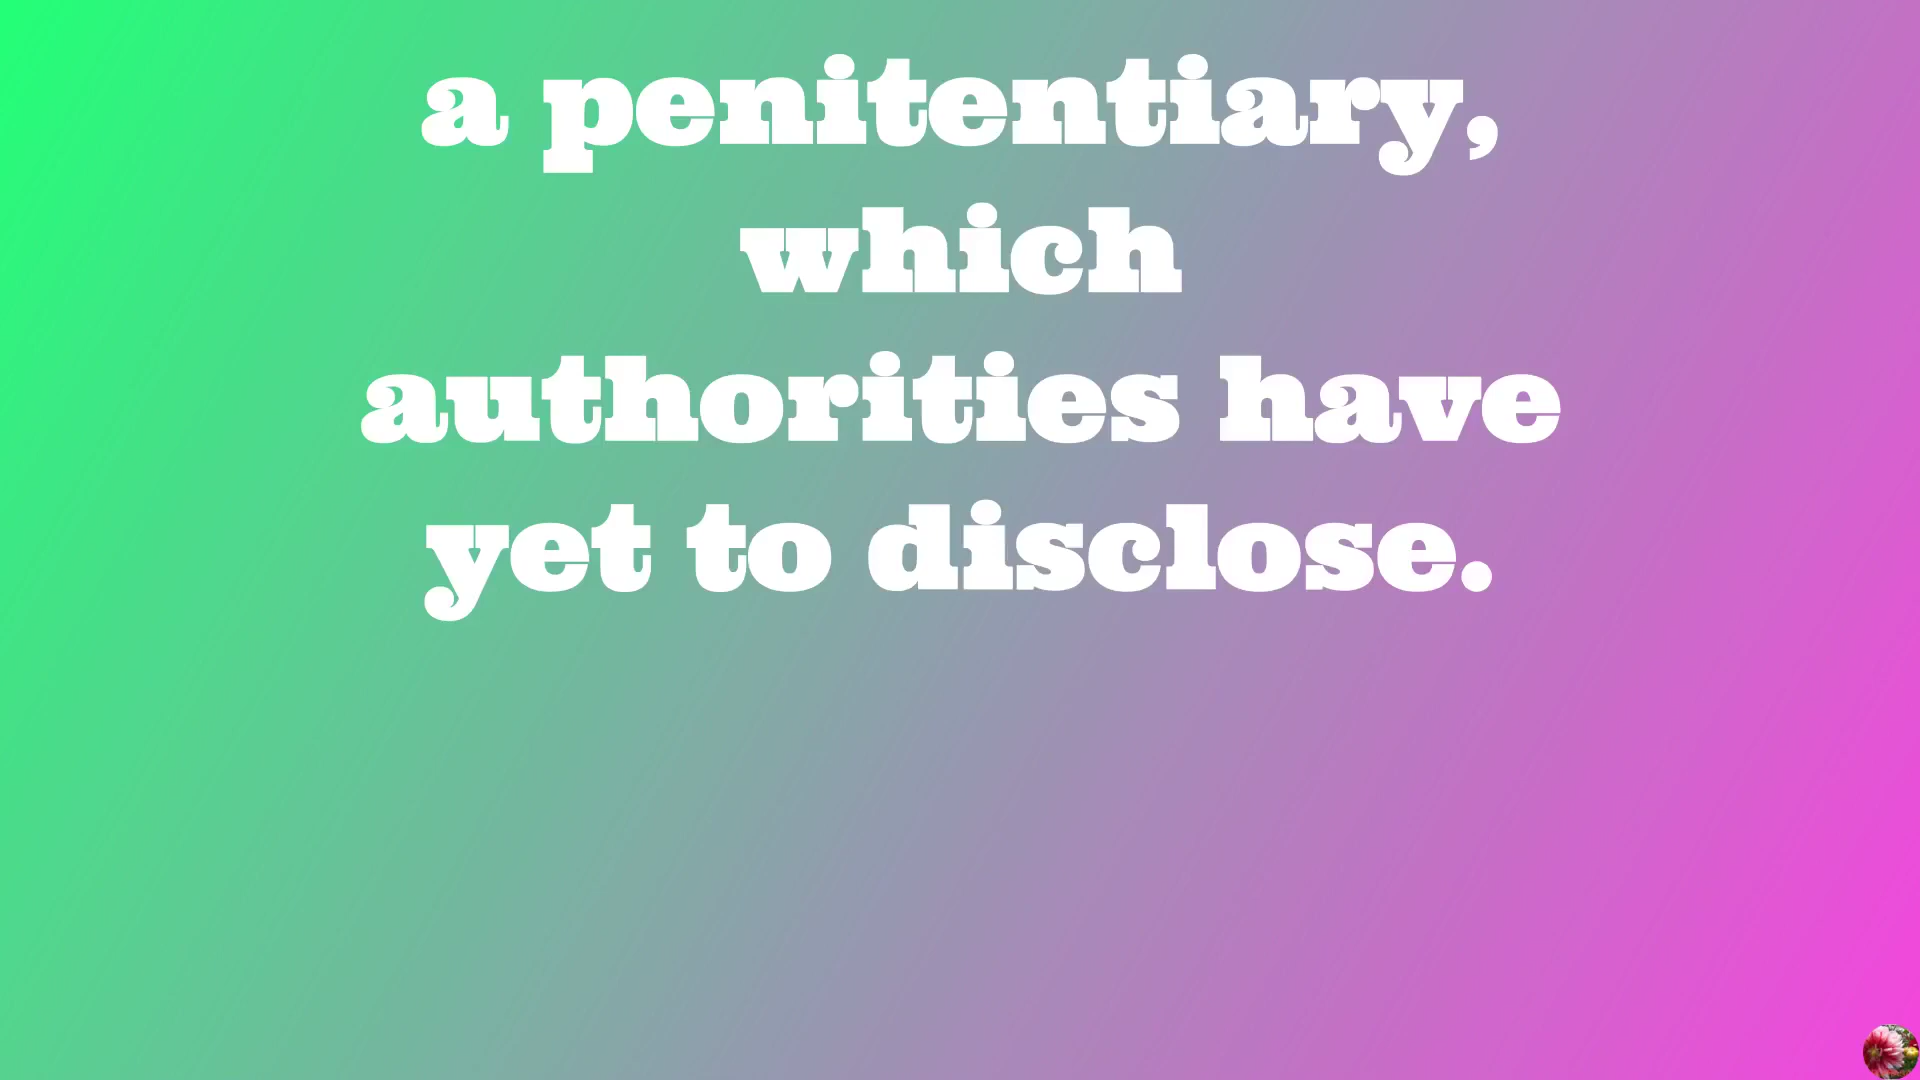 a penitentiary,
which
authorities have
yet to disclose.